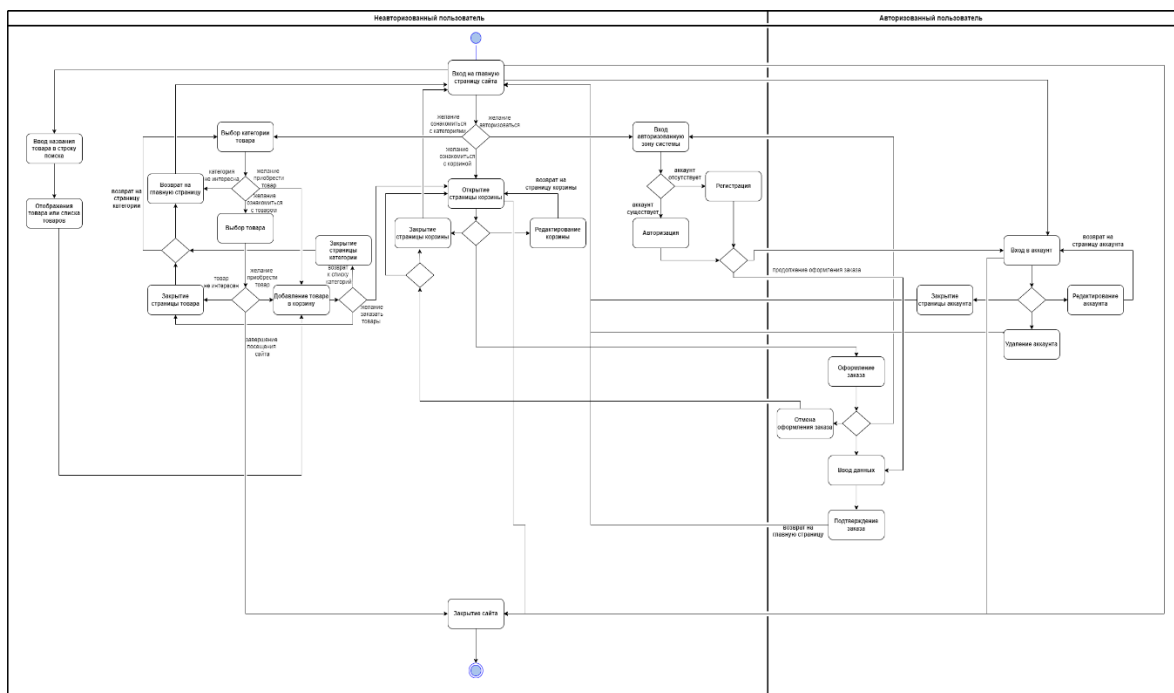 Неавторизованный пользователь
Авторизованный пользователь
Вход на главную
страницу сайта
желание
ознакомиться
с категориями
желание
авторизоваться
желание
ознакомиться
с корзиной
Ввод названия
товара в строку
поиска
Отображения
товара или списка
товаров
возврат на
страницу
категории
Выбор категории
товара
категория
не интересна
желание
приобрести
товар
Возврат на
главную страницу
желание
ознакомиться
с товаром
Выбор товара
Закрытие
страницы
категории
возврат
к списку
категорий
товар
не интересен
желание
приобрести
товар
Закрытие
страницы товара
Добавление товара
в корзину
желание
заказать
товары
завершения
посещения
сайта
Открытие
страницы корзины
возврат на
страницу корзины
Закрытие
страницы корзины
Редактирование
корзины
Вход
авторизованную
зону системы
аккаунт
отсутствует
Регистрация
аккаунт
существует
Авторизация
продолжение оформления заказа
Вход в аккаунт
возврат на
страницу аккаунта
Закрытие
страницы аккаунта
Редактирование
аккаунта
Удаление аккаунта
Оформление
заказа
Отмена
оформления заказа
Ввод данных
Подтверждение
заказа
возврат на
главную страницу
Закрытие сайта